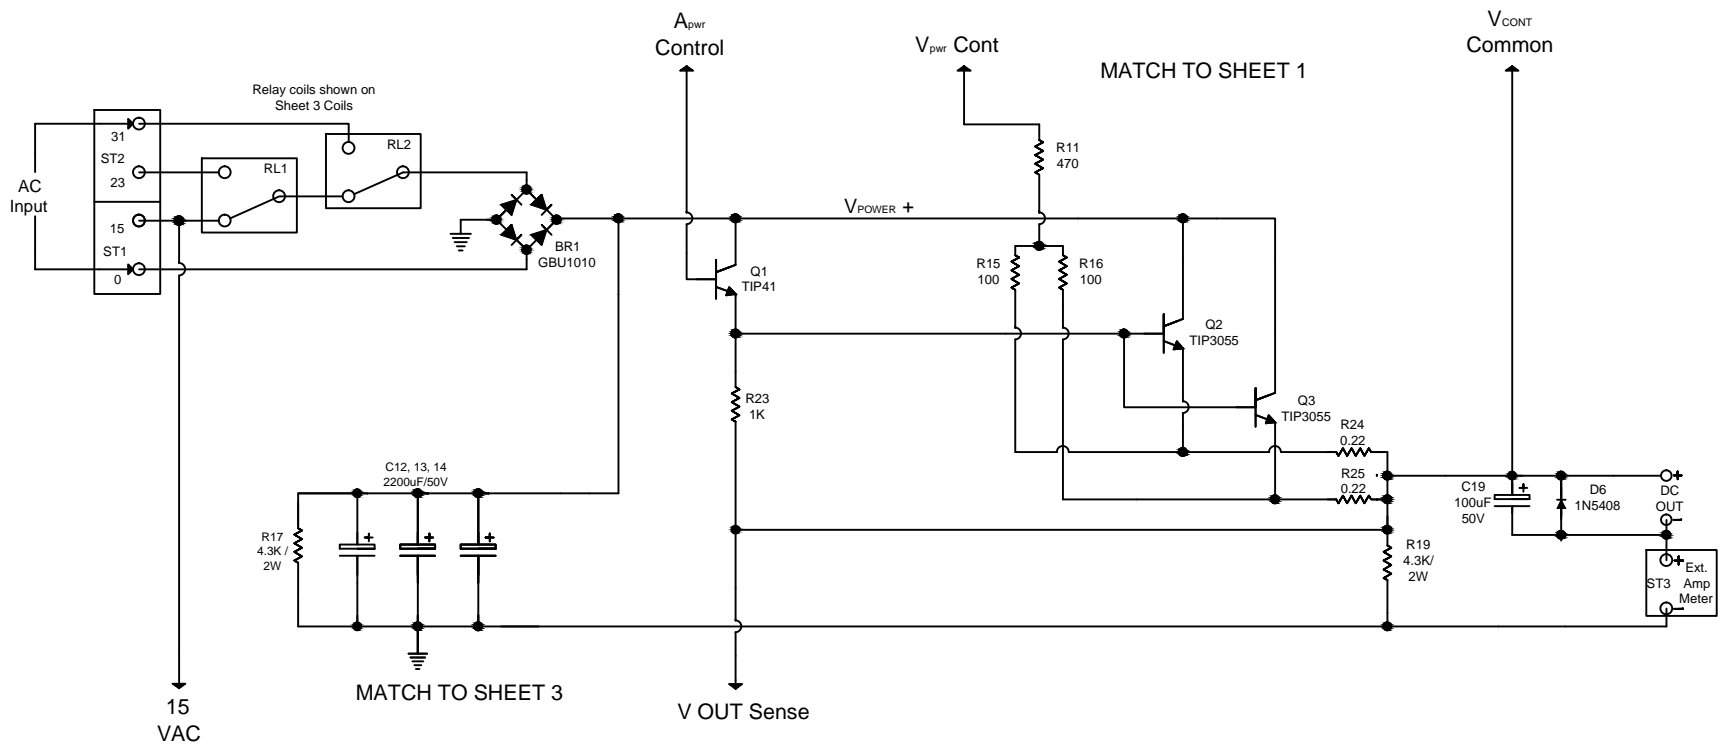 Apwr
Control
Vpwr Cont
VCONT
Common
MATCH TO SHEET 1
Relay coils shown on
Sheet 3 Coils
31
ST2
23
15
ST1
0
AC
Input
RL1
RL2
BR1
GBU1010
VPOWER +
R11
470
R15
100
R16
100
Q1
TIP41
Q2
TIP3055
Q3
TIP3055
R23
1K
R24
0.22
R25
0.22
C12, 13, 14
2200uF/50V
+
+
+
R17
4.3K /
2W
C19
100uF
50V
+
D6
1N5408
+
DC
OUT
-
R19
4.3K/
2W
+
ST3
Ext.
Amp
Meter
-
MATCH TO SHEET 3
V OUT Sense
15
VAC